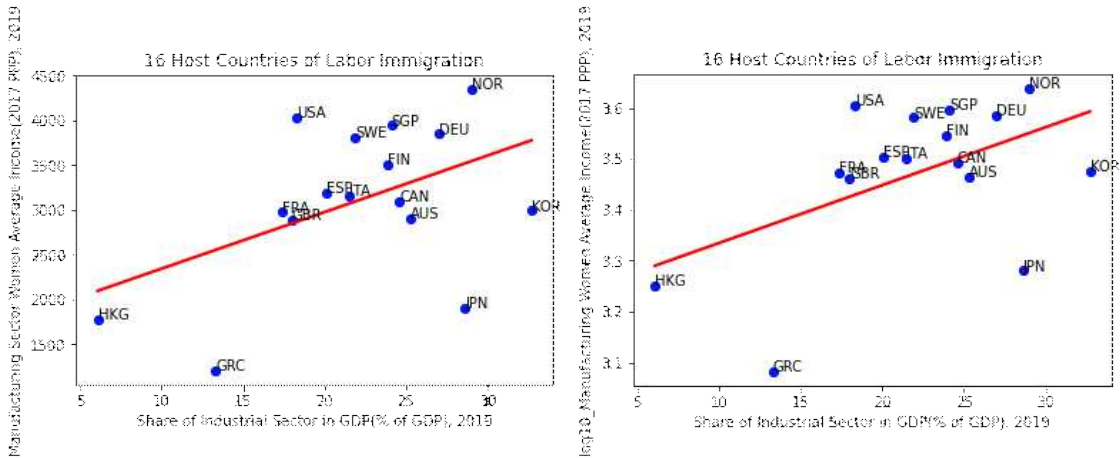 16 Host Countries of Labor Immigration
Manufacturing Sector Women Average Income(2017 PPP), 2019
4500
4000
3500
3000
2500
2000
1500
NOR
USA
SGP
SWE
DEU
FIN
ESP
ITA
CAN
FRA
GBR
AUS
KOR
HKG
JPN
GRC
5
10
15
20
25
30
Share of Industrial Sector in GDP(% of GDP), 2019
16 Host Countries of Labor Immigration
log10_Manufacturing Women Average Income(2017 PPP), 2019
3.6
3.5
3.4
3.3
3.2
3.1
NOR
USA
SGP
SWE
DEU
FIN
ESP
ITA
CAN
FRA
GBR
AUS
KOR
JPN
HKG
GRC
5
10
15
20
25
30
Share of Industrial Sector in GDP(% of GDP), 2019